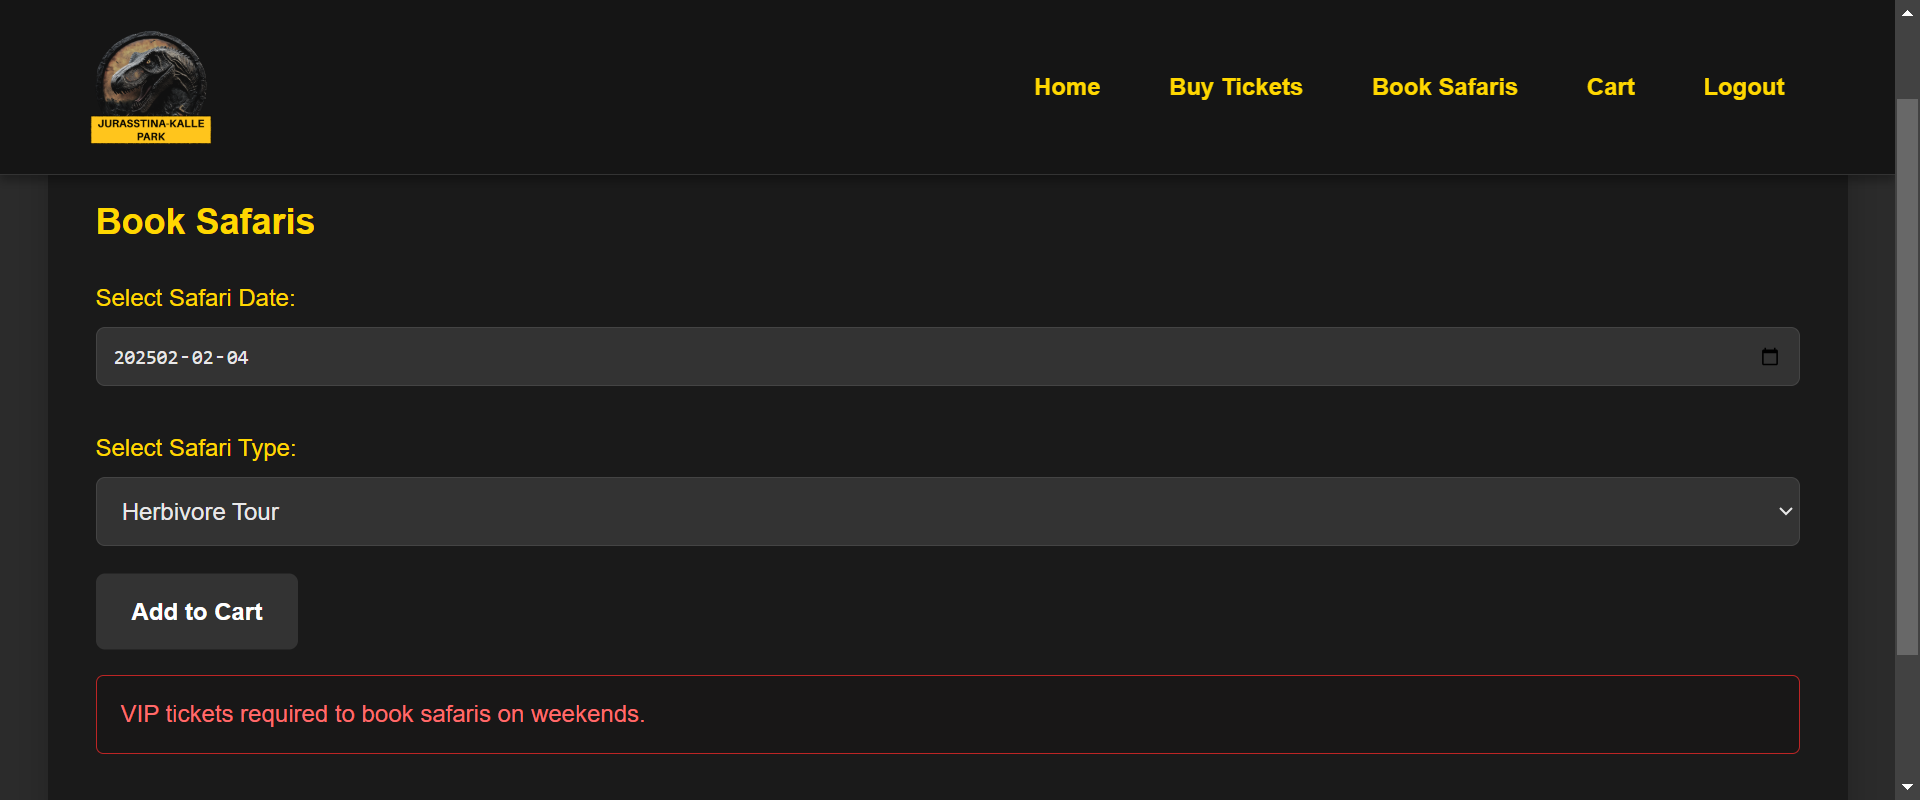 JURASSTINA-KALLE
PARK
Home Buy Tickets Book Safaris Cart Logout
Book Safaris
Select Safari Date:
202502-02-04
Select Safari Type:
Herbivore Tour
Add to Cart
VIP tickets required to book safaris on weekends.